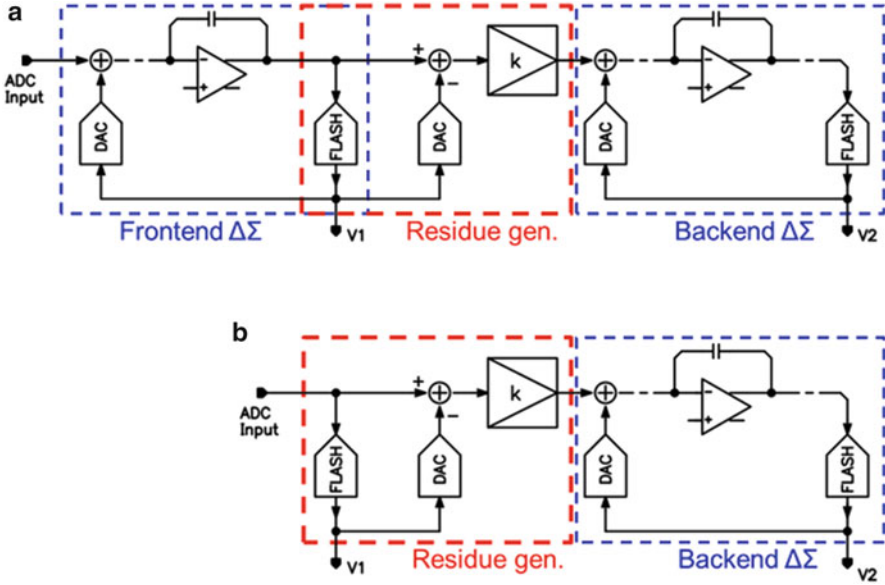 a
ADC
Input
DAC
FLASH
+
−
DAC
k
DAC
FLASH
−
+
−
+
V1
V2
Frontend ΔΣ
Residue gen.
Backend ΔΣ
b
ADC
Input
FLASH
+
−
DAC
k
DAC
−
+
FLASH
V1
V2
Residue gen.
Backend ΔΣ